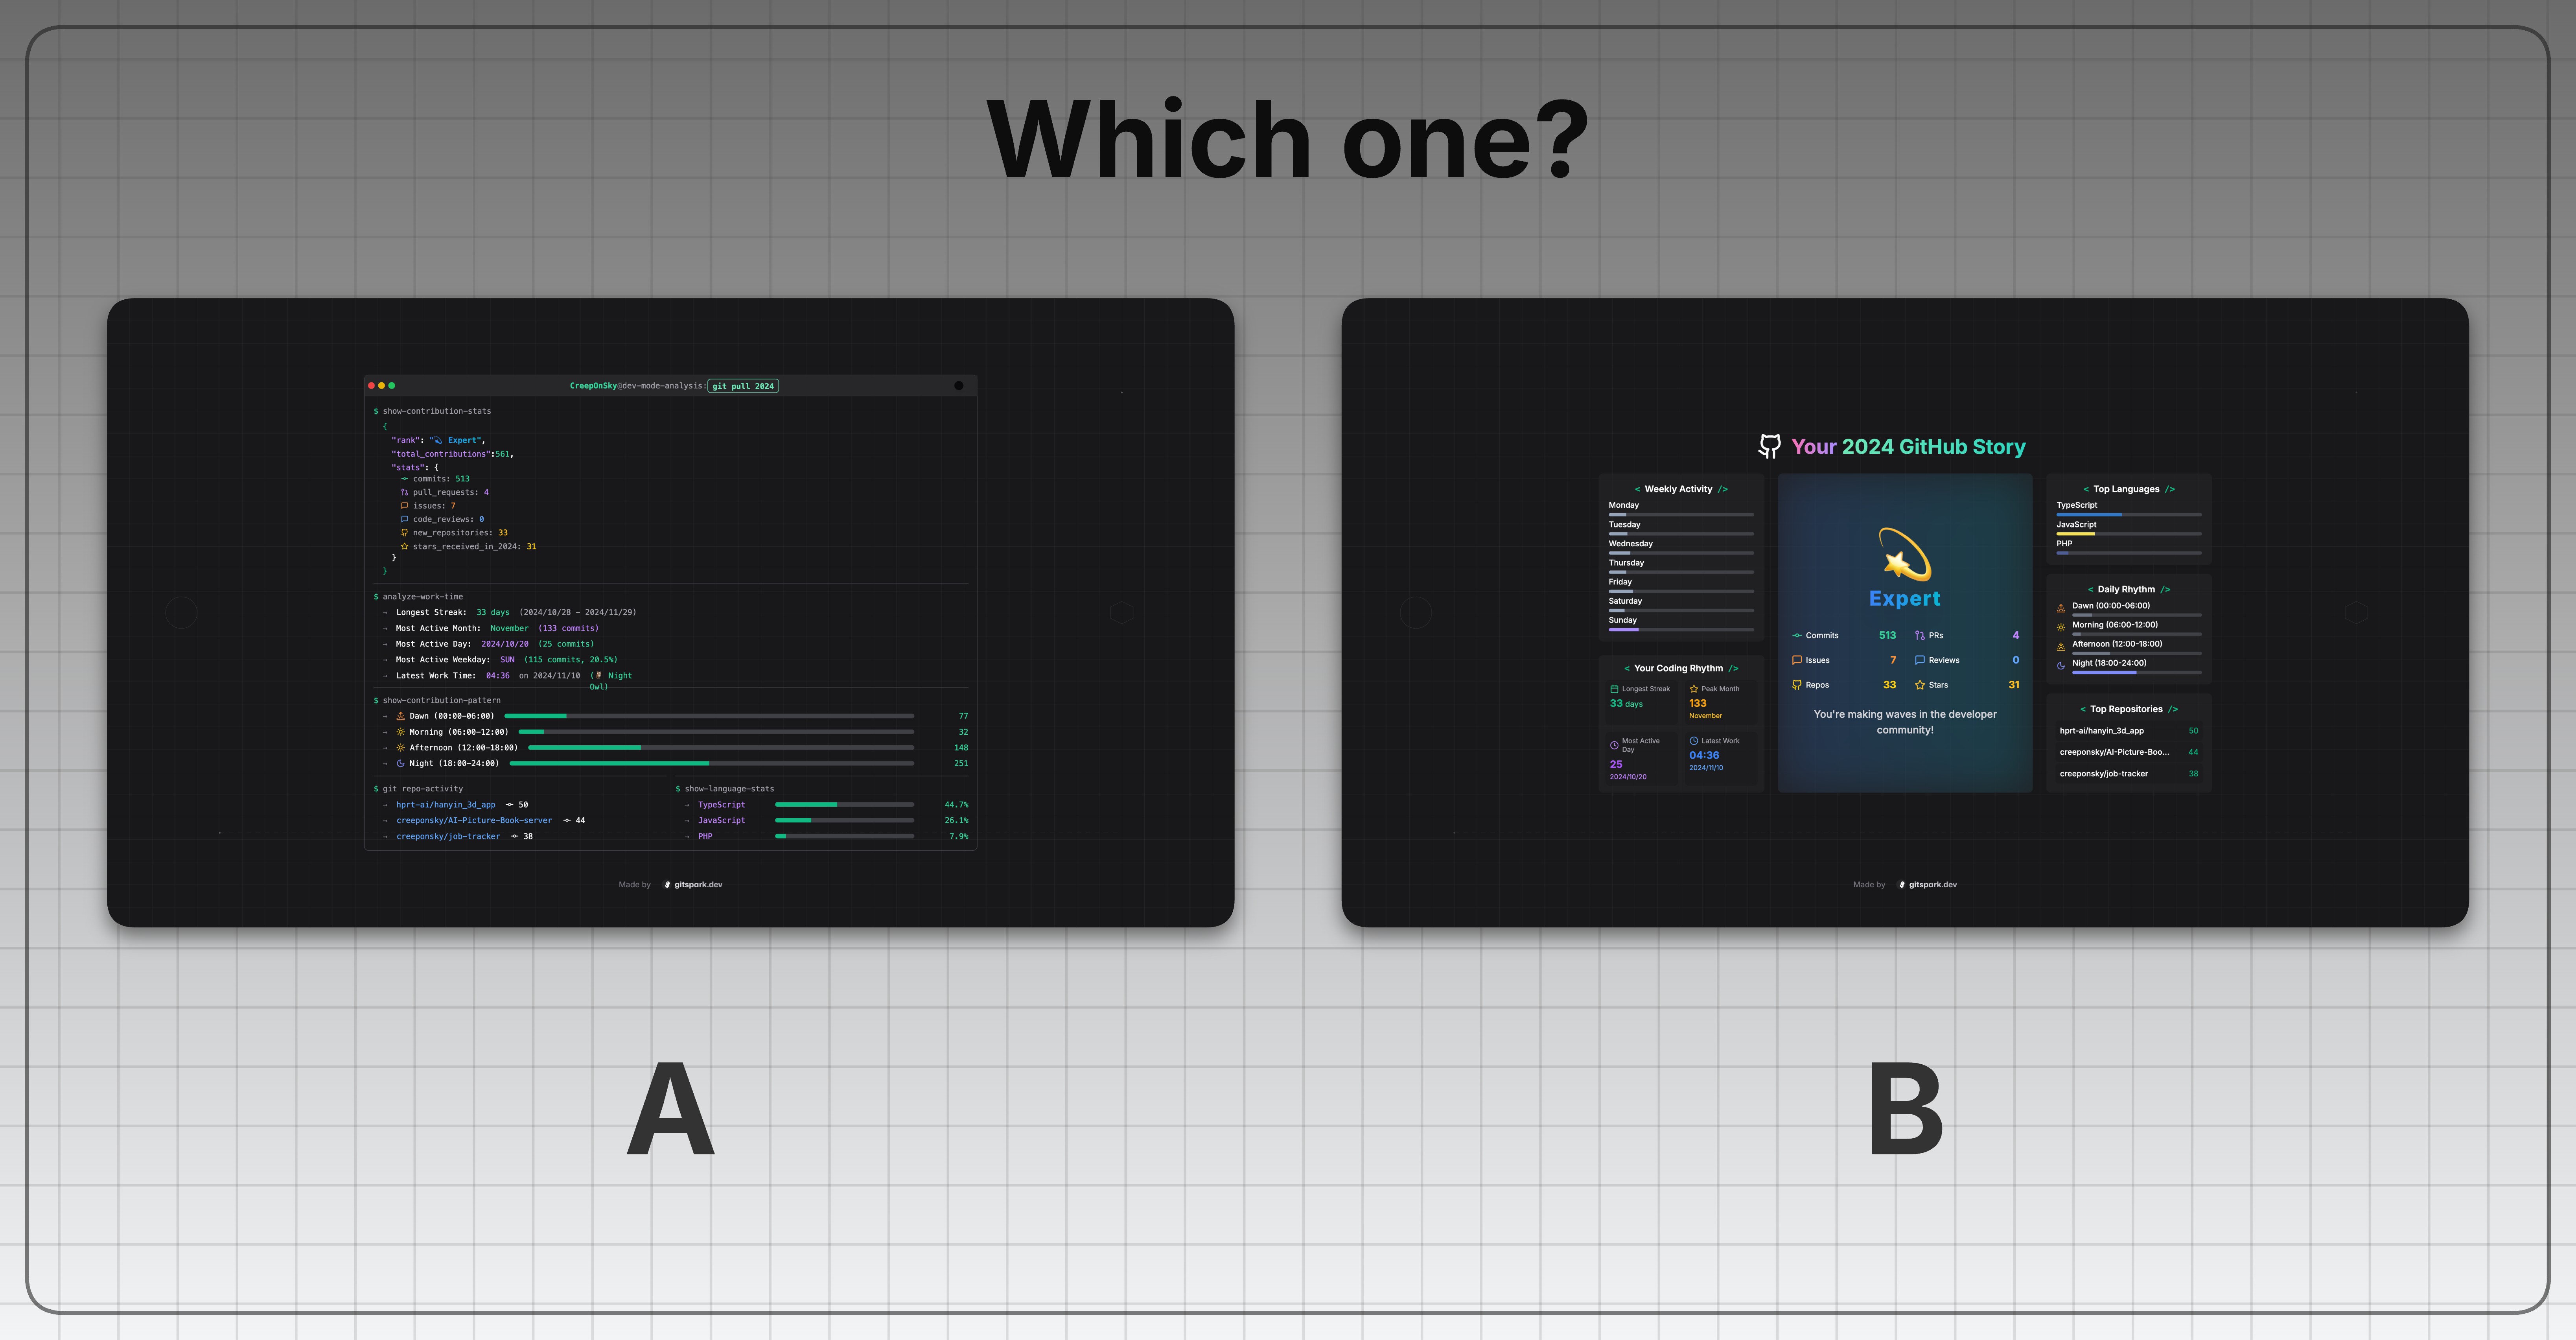 Which one?
CreepOnSky@dev-mode-analysis: git pull 2024
$ show-contribution-stats
{
"rank": "💫 Expert",
"total_contributions":561,
"stats": {
commits: 513
pull_requests: 4
issues: 7
code_reviews: 0
new_repositories: 33
stars_received_in_2024: 31
}
}
$ analyze-work-time
→ Longest Streak: 33 days (2024/10/28 - 2024/11/29)
→ Most Active Month: November (133 commits)
→ Most Active Day: 2024/10/20 (25 commits)
→ Most Active Weekday: SUN (115 commits, 20.5%)
→ Latest Work Time: 04:36 on 2024/11/10 (🦉 Night
Owl)
$ show-contribution-pattern
→ Dawn (00:00-06:00) 77
→ Morning (06:00-12:00) 32
→ Afternoon (12:00-18:00) 148
→ Night (18:00-24:00) 251
$ git repo-activity
→ hprt-ai/hanyin_3d_app 50
→ creeponsky/AI-Picture-Book-server 44
→ creeponsky/job-tracker 38
$ show-language-stats
→ TypeScript 44.7%
→ JavaScript 26.1%
→ PHP 7.9%
Made by gitspark.dev
Your 2024 GitHub Story
< Weekly Activity />
Monday
Tuesday
Wednesday
Thursday
Friday
Saturday
Sunday
< Your Coding Rhythm />
Longest Streak
33 days
Peak Month
133
November
Most Active
Day
25
2024/10/20
Latest Work
04:36
2024/11/10
Expert
Commits 513 PRs 4
Issues 7 Reviews 0
Repos 33 Stars 31
You're making waves in the developer
community!
< Top Languages />
TypeScript
JavaScript
PHP
< Daily Rhythm />
Dawn (00:00-06:00)
Morning (06:00-12:00)
Afternoon (12:00-18:00)
Night (18:00-24:00)
< Top Repositories />
hprt-ai/hanyin_3d_app 50
creeponsky/AI-Picture-Boo... 44
creeponsky/job-tracker 38
Made by gitspark.dev
A
B